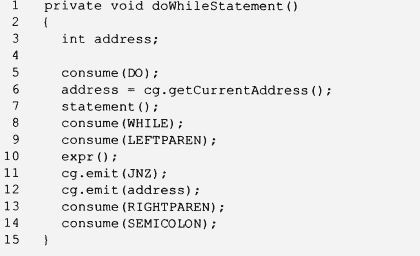 1 private void doWhileStatement()
2 {
3 int address;
4
5 consume(DO);
6 address = cg.getCurrentAddress();
7 statement();
8 consume(WHILE);
9 consume(LEFTPAREN);
10 expr();
11 cg.emit(JNZ);
12 cg.emit(address);
13 consume(RIGHTPAREN);
14 consume(SEMICOLON);
15 }